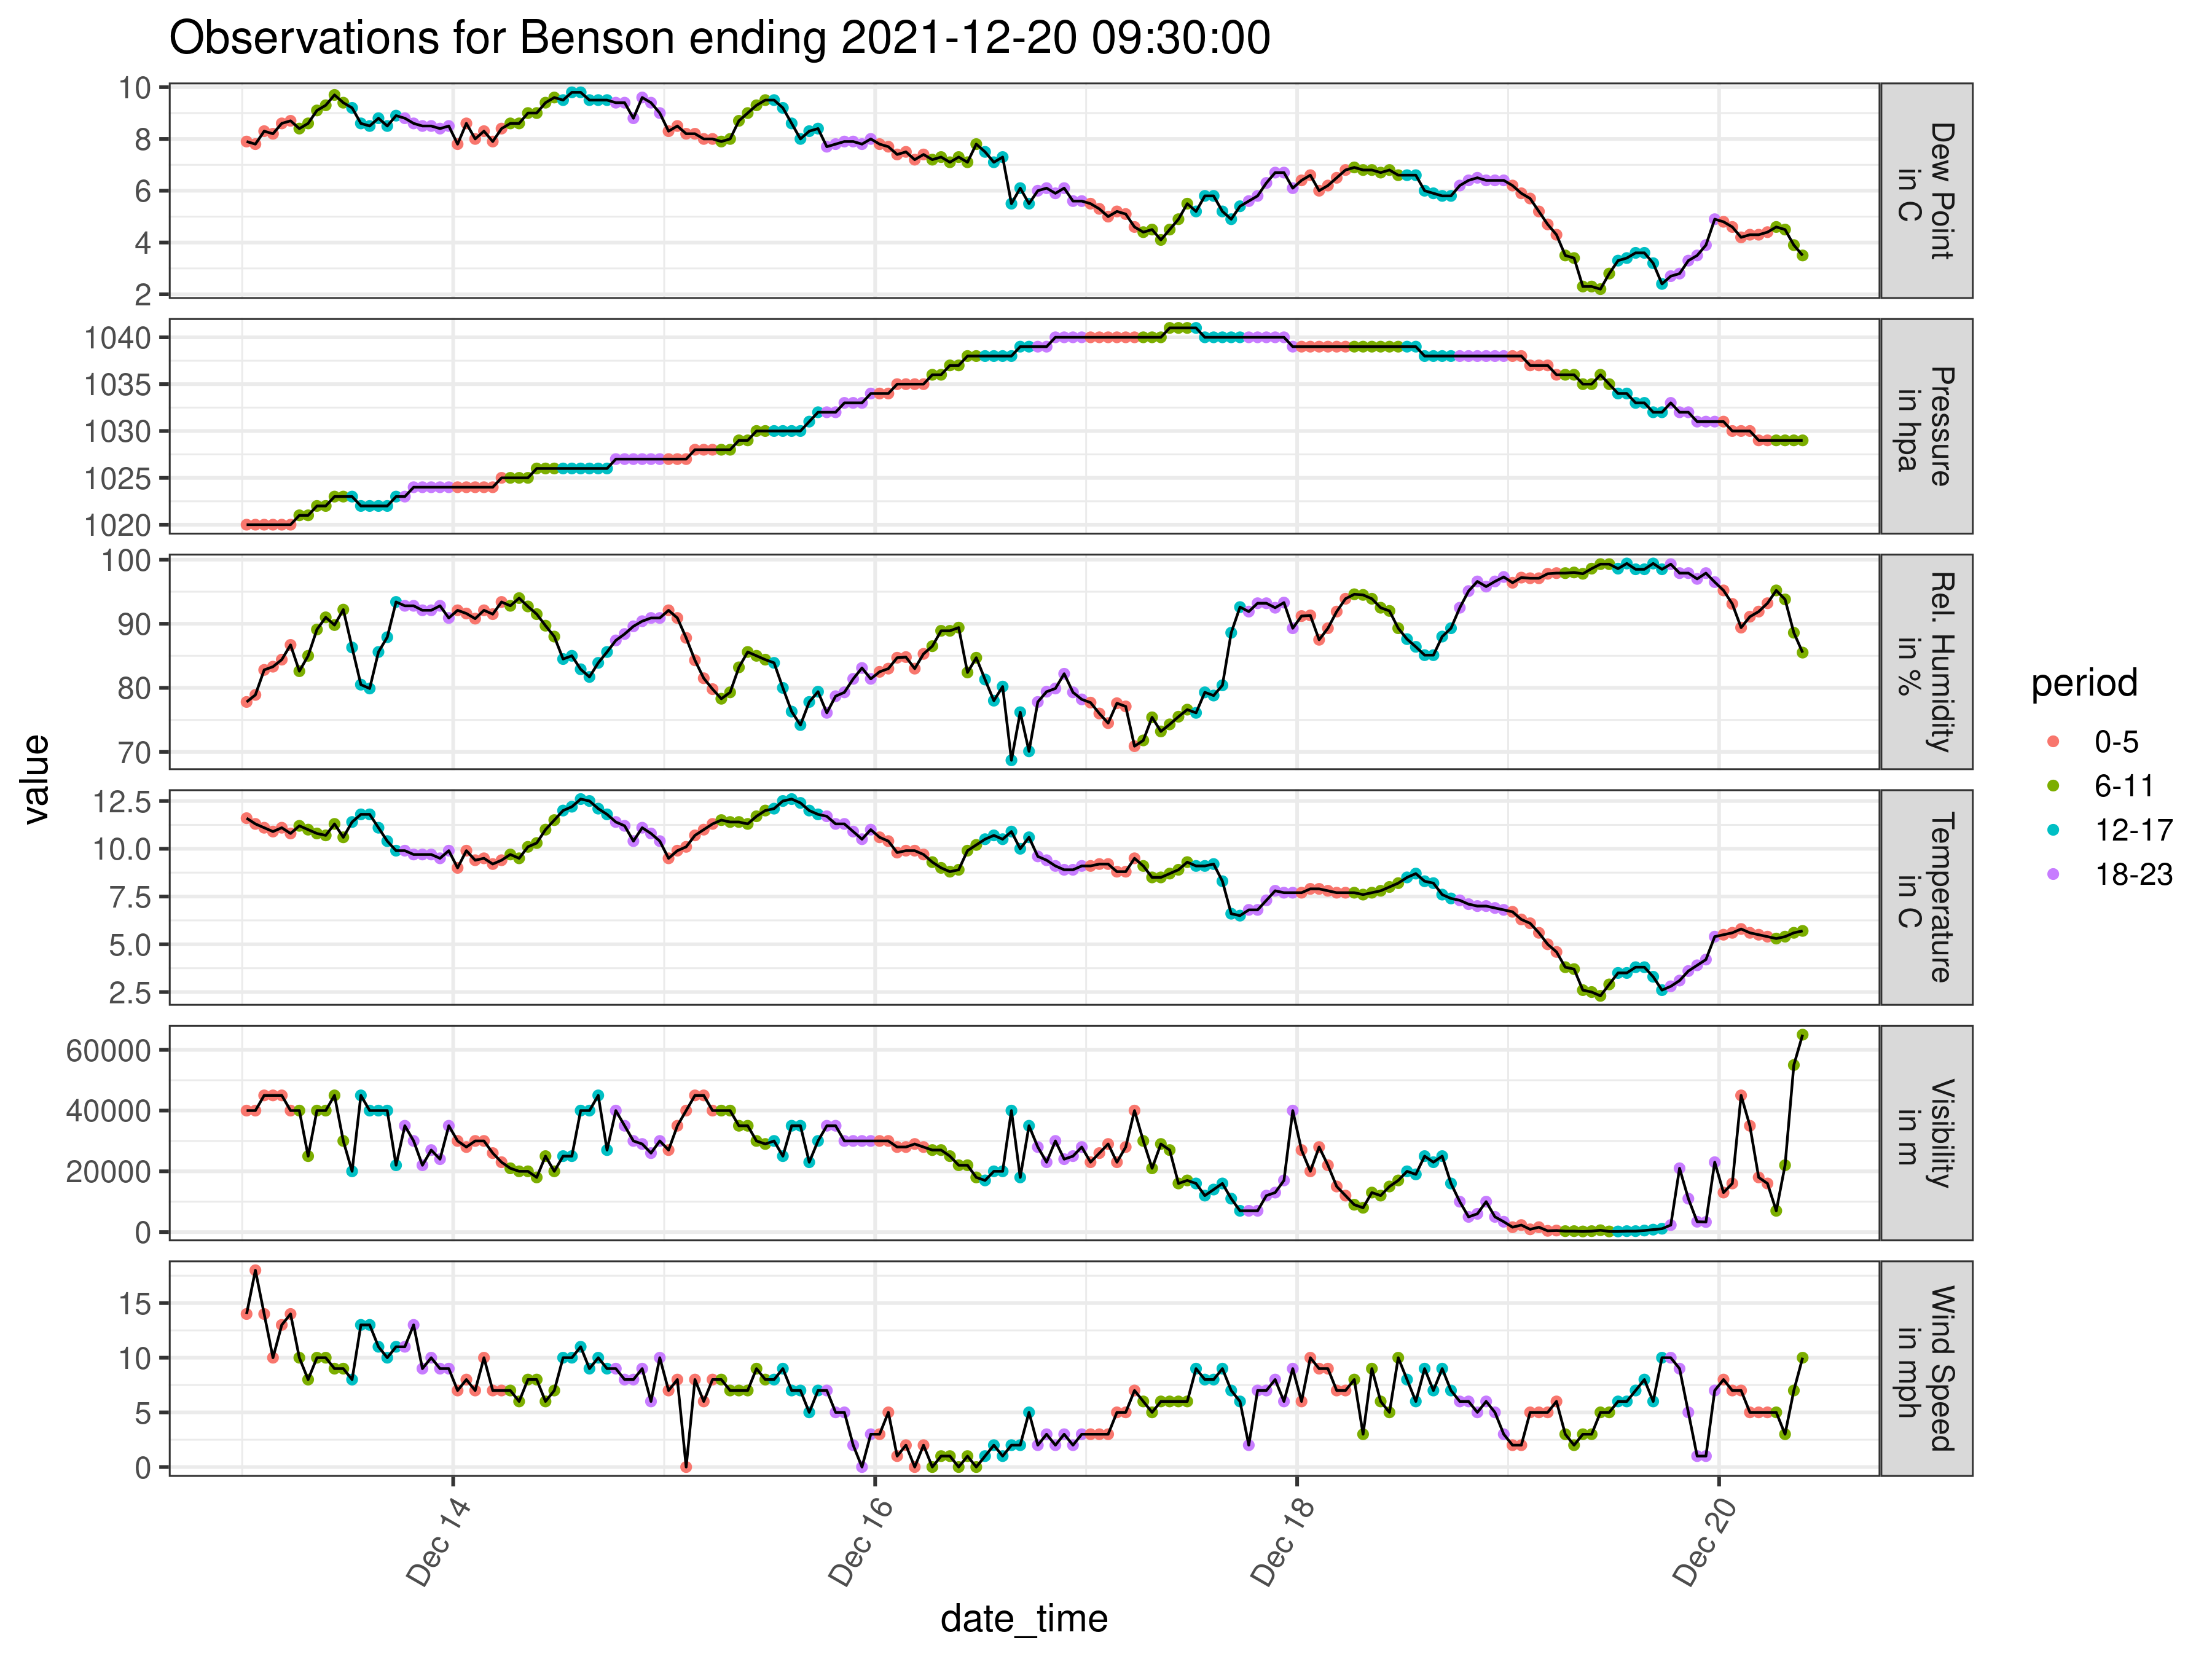 Observations for Benson ending 2021-12-20 09:30:00
value
10
8
6
4
2
Dew Point
in C
1040
1035
1030
1025
1020
Pressure
in hpa
100
90
80
70
Rel. Humidity
in %
12.5
10.0
7.5
5.0
2.5
Temperature
in C
60000
40000
20000
0
Visibility
in m
15
10
5
0
Wind Speed
in mph
Dec 14
Dec 16
Dec 18
Dec 20
date_time
period
0-5
6-11
12-17
18-23